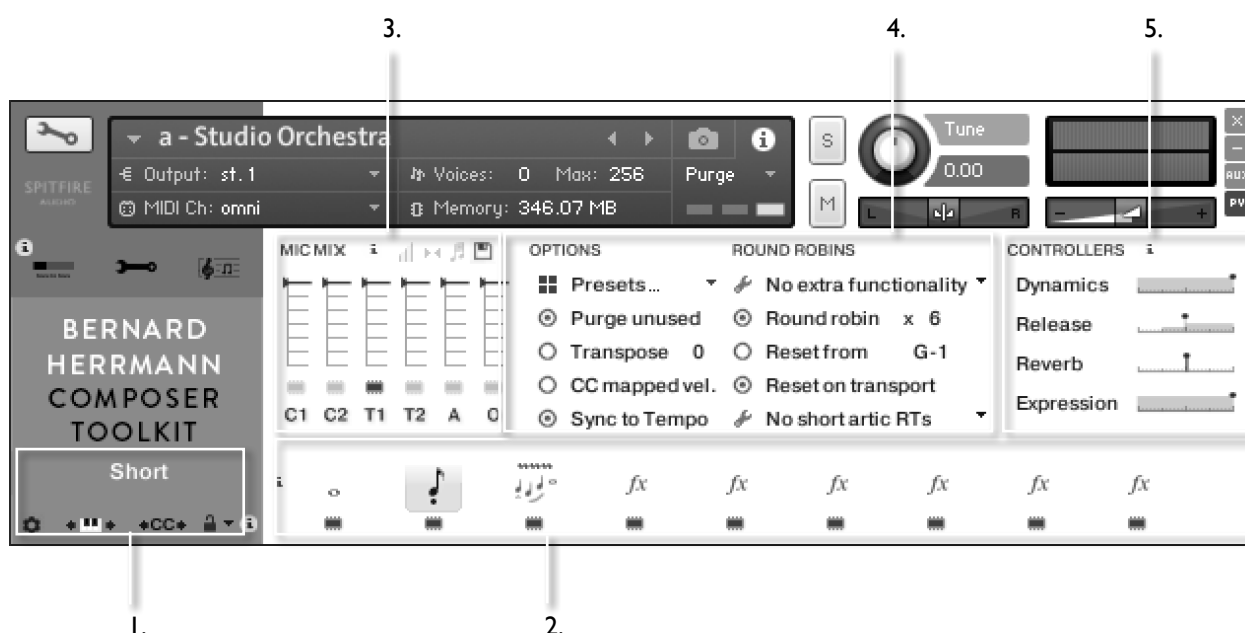 3.
4.
5.
a - Studio Orchestra
S
Tune
Output: st.1
Voices: 0 Max: 256
Purge
0.00
AUX
SPITFIRE
AUDIO
MIDI Ch: omni
Memory: 346.07 MB
M
L
R
-
+
PV
MIC MIX
OPTIONS
ROUND ROBINS
CONTROLLERS
Presets...
No extra functionality
Dynamics
BERNARD
HERRMANN
COMPOSER
TOOLKIT
Purge unused
Round robin x 6
Release
Transpose 0
Reset from G-1
Reverb
CC mapped vel.
Reset on transport
Expression
C1 C2 T1 T2 A
Sync to Tempo
No short artic RTs
Short
fx fx fx fx fx fx
CC
1.
2.